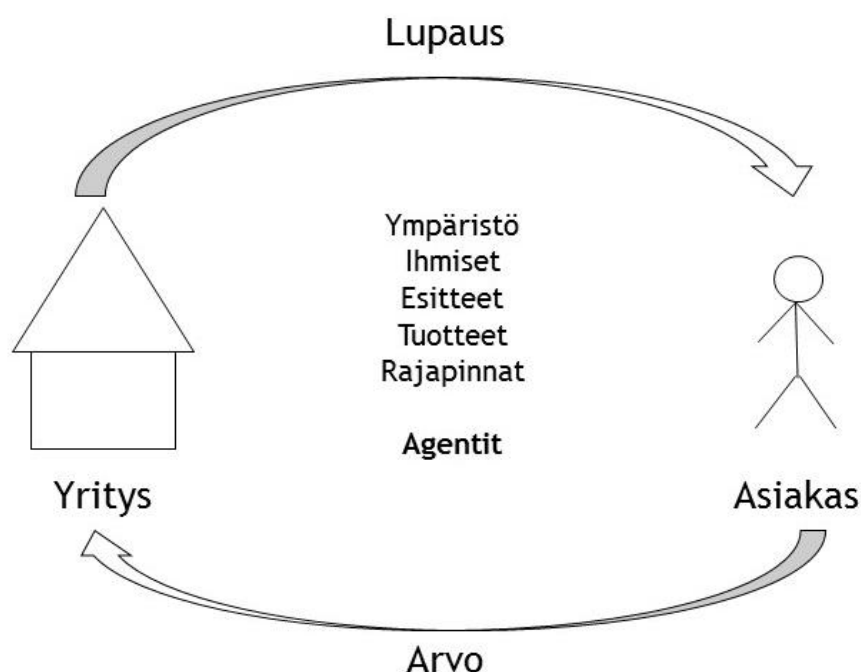 Lupaus
Ympäristö
Ihmiset
Esitteet
Tuotteet
Rajapinnat
Agentit
Yritys
Asiakas
Arvo